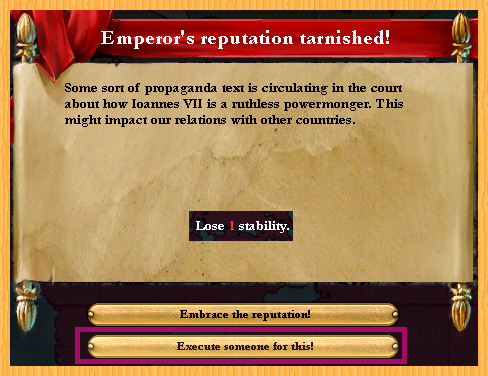 Emperor's reputation tarnished!
Some sort of propaganda text is circulating in the court
about how Ioannes VII is a ruthless powermonger. This
might impact our relations with other countries.
Lose 1 stability.
Embrace the reputation!
Execute someone for this!